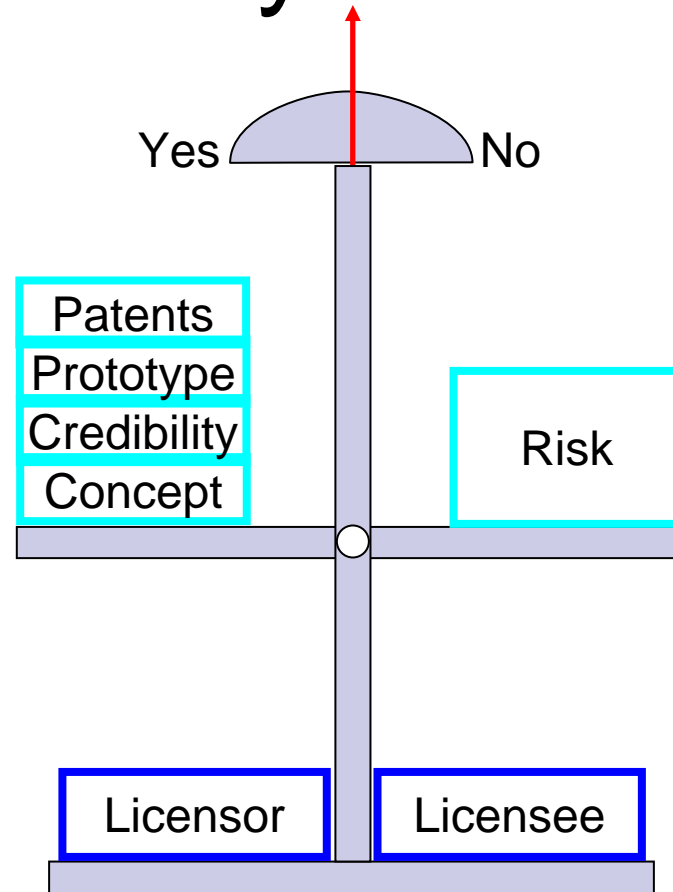 Yes
No
Patents
Prototype
Credibility
Concept
Risk
Licensor
Licensee